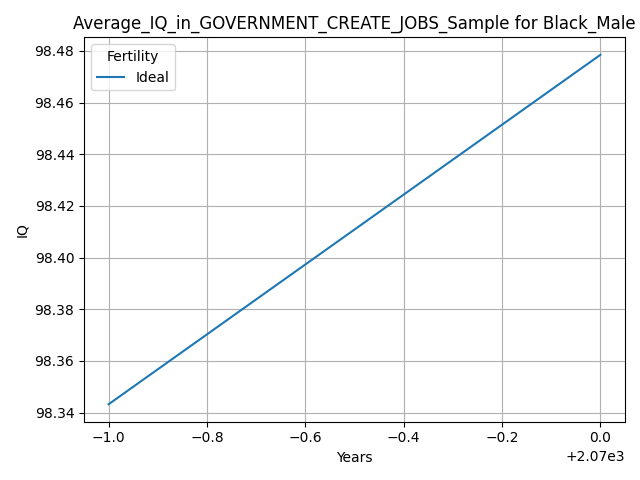 Average_IQ_in_GOVERNMENT_CREATE_JOBS_Sample for Black_Male
98.48
98.46
98.44
98.42
98.40
98.38
98.36
98.34
IQ
Fertility
Ideal
−1.0 −0.8 −0.6 −0.4 −0.2 0.0
Years
+2.07e3